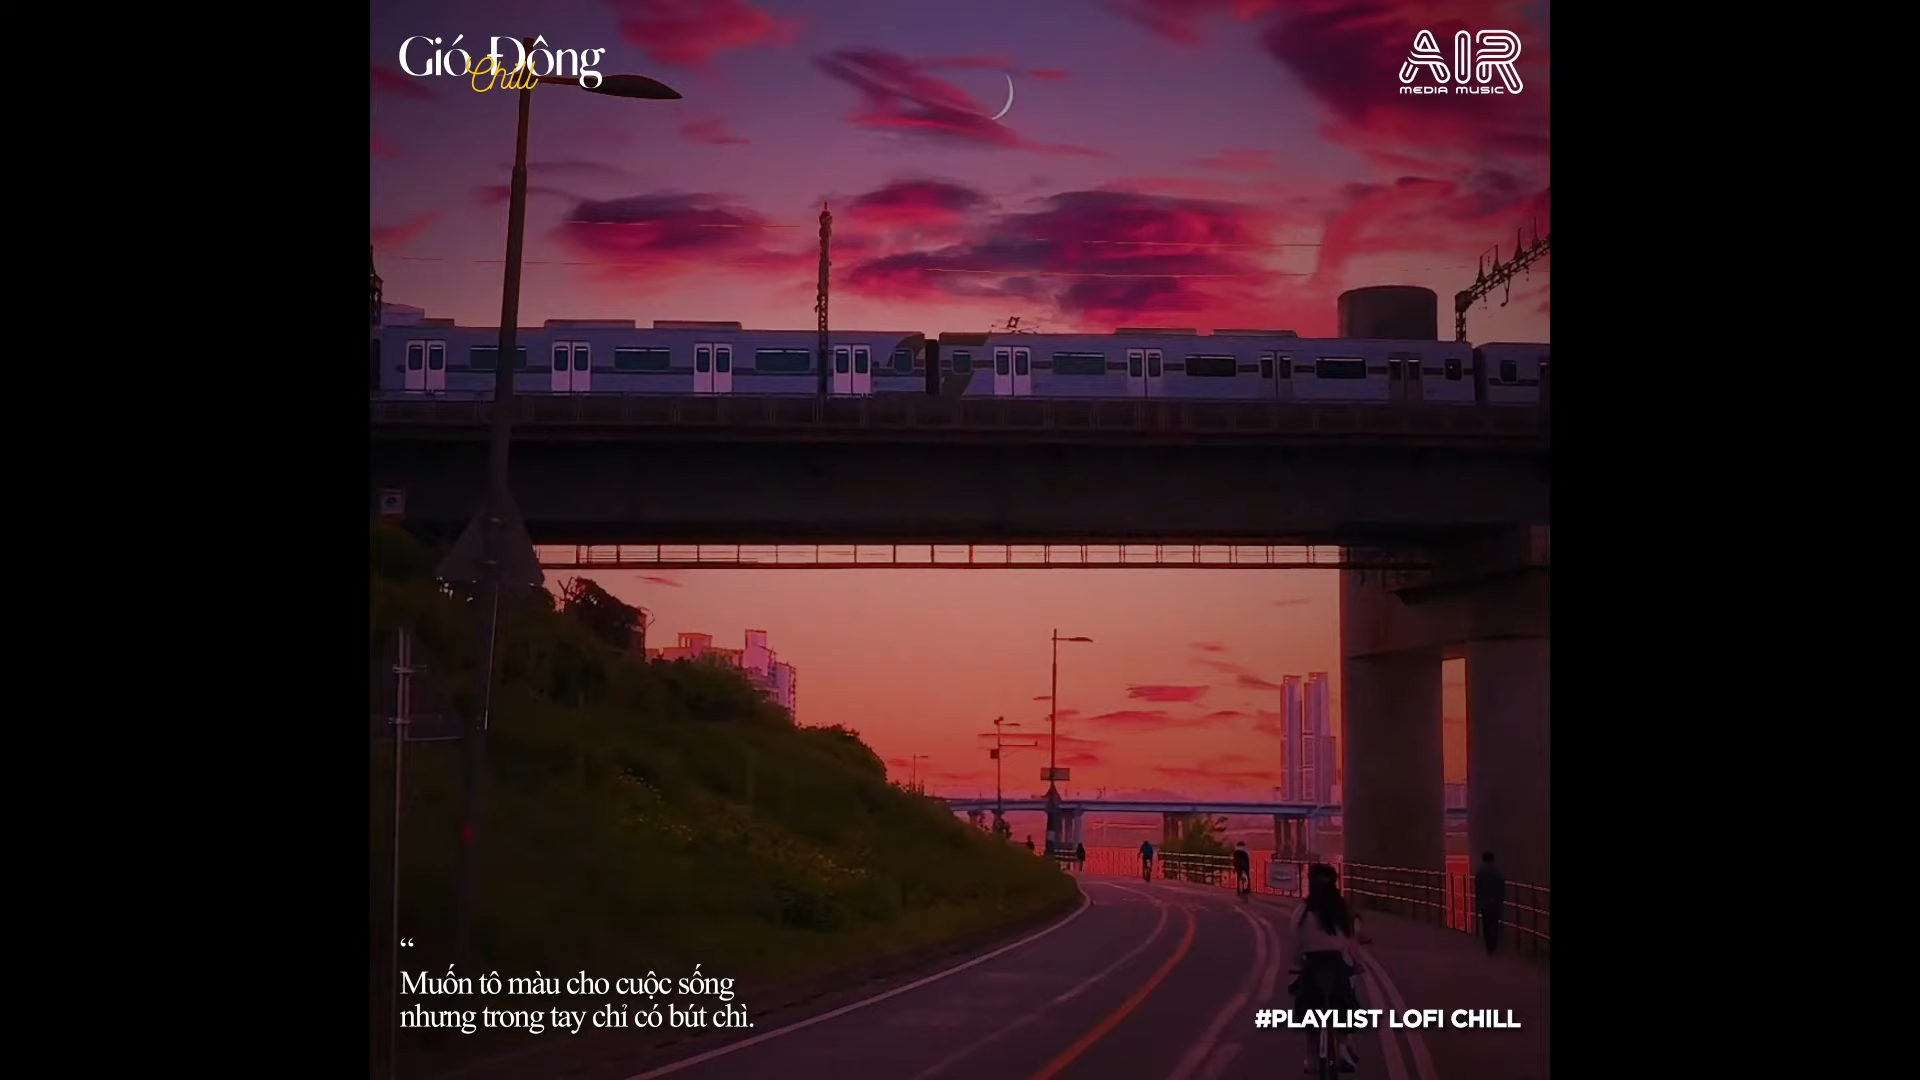 Gió Đông
Chill
AIR
MEDIA MUSIC
“
Muốn tô màu cho cuộc sống
nhưng trong tay chỉ có bút chì.
#PLAYLIST LOFI CHILL